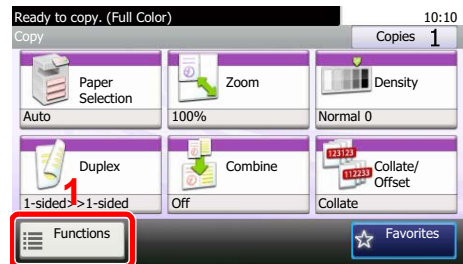 Ready to copy. (Full Color) 10:10
Copy Copies 1
Paper Selection
Zoom
Density
Auto
100%
Normal 0
Duplex
Combine
123123
112233
Collate/
Offset
1-sided>>1-sided
Off
Collate
1
Functions
Favorites